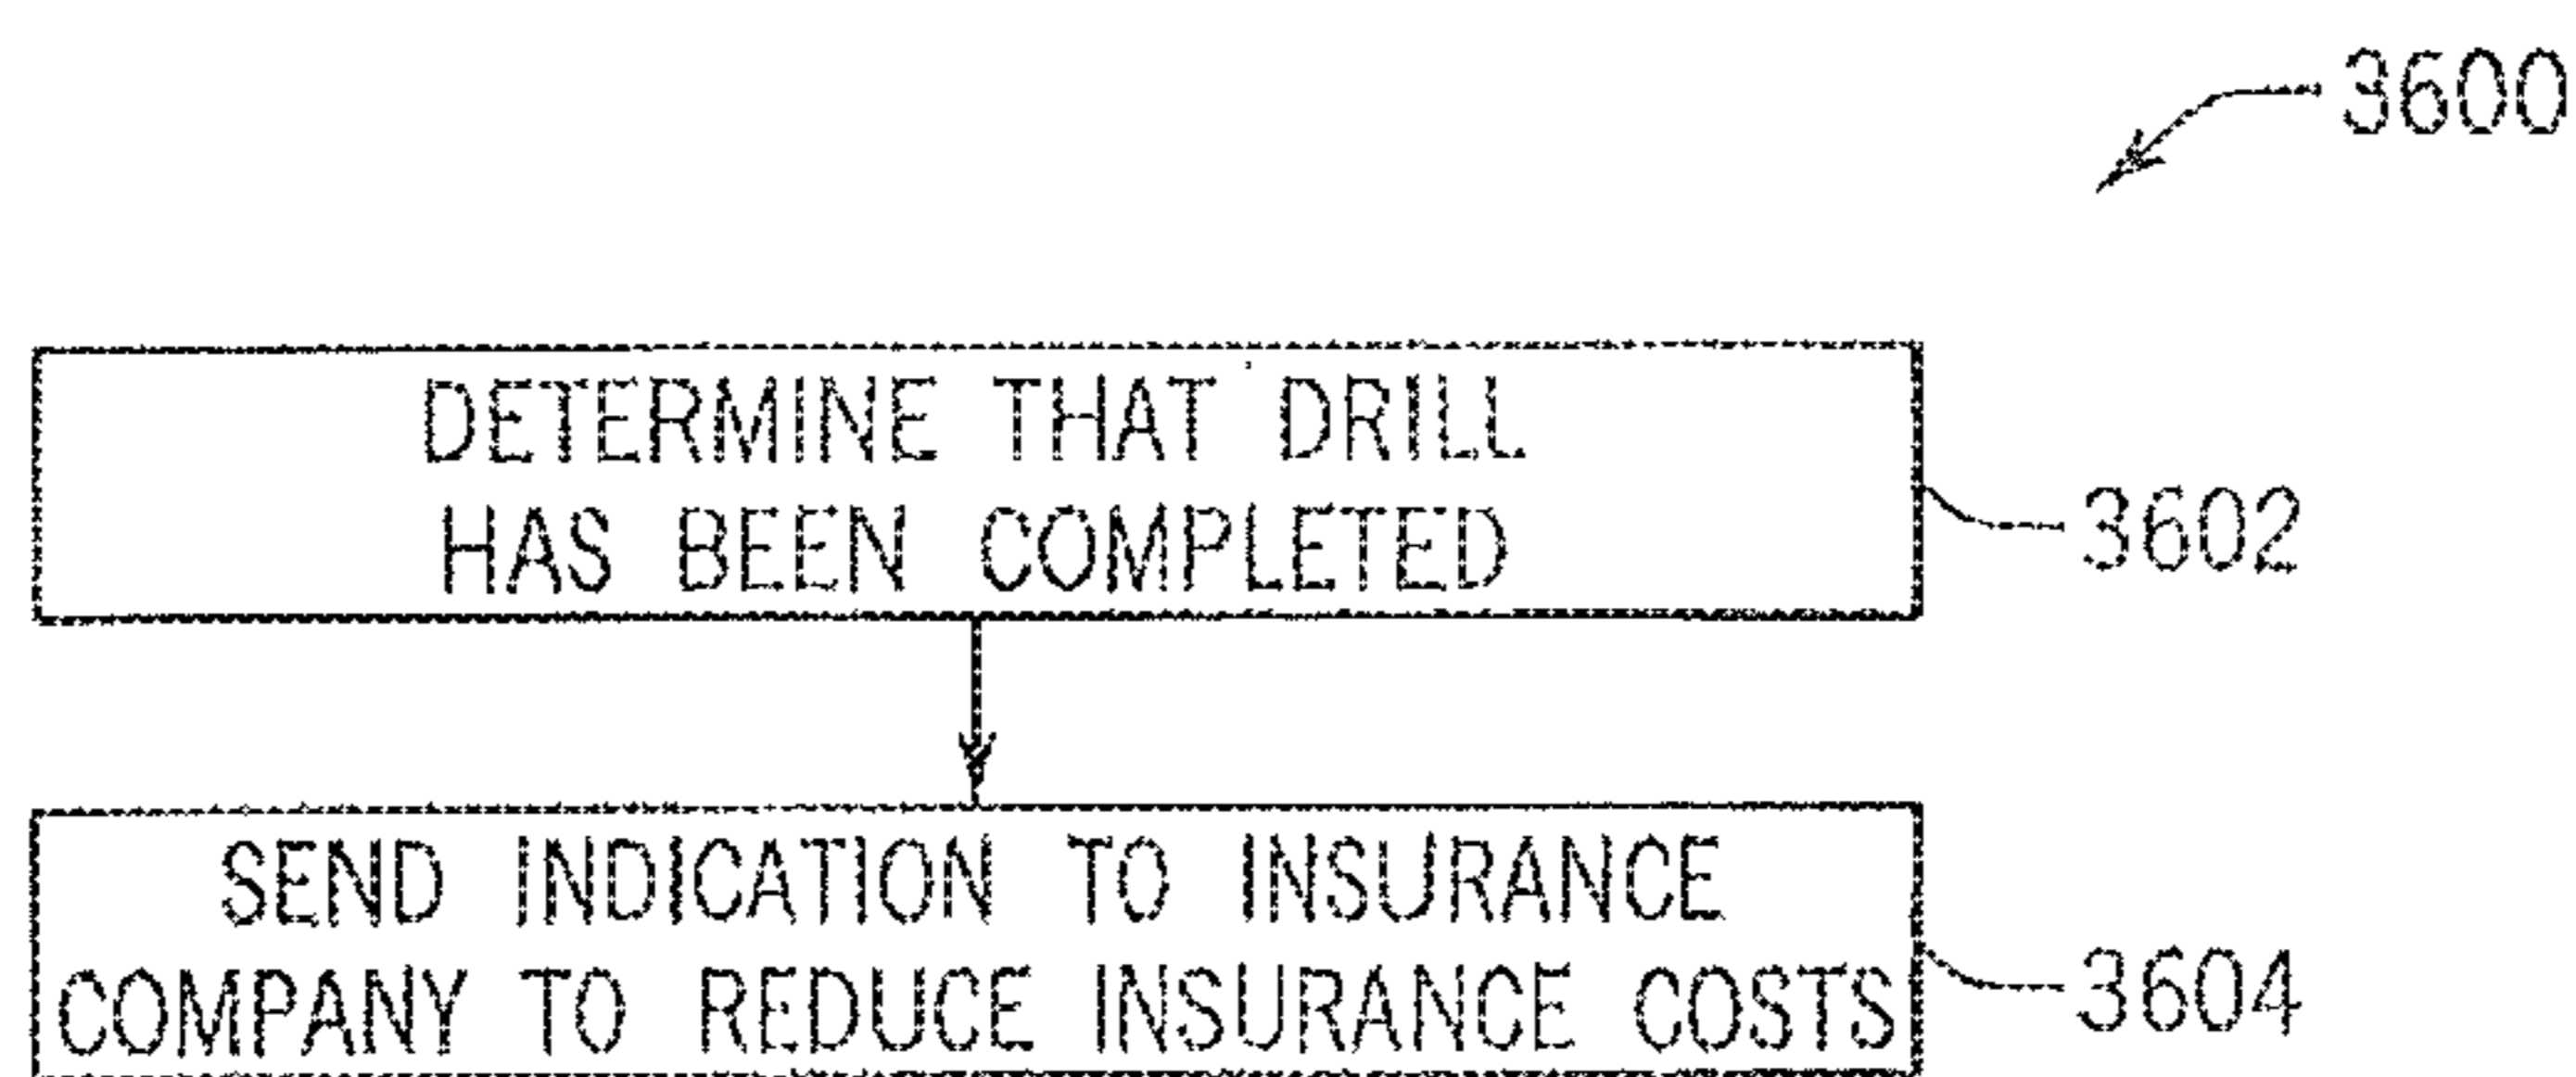 3600
DETERMINE THAT DRILL
HAS BEEN COMPLETED
3602
SEND INDICATION TO INSURANCE
COMPANY TO REDUCE INSURANCE COSTS
3604